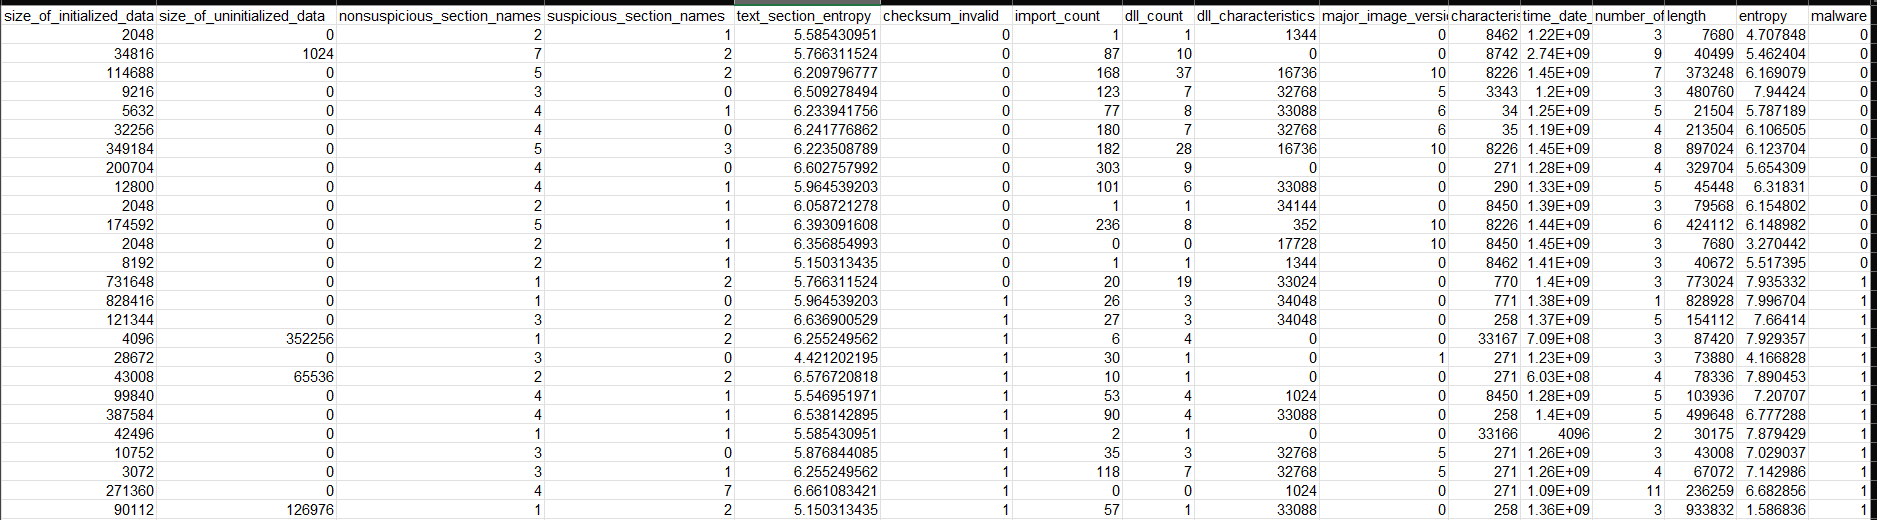 size_of_initialized_data size_of_uninitialized_data nonsuspicious_section_names suspicious_section_names text_section_entropy checksum_invalid import_count dll_count dll_characteristics major_image_versi characteris time_date_ number_of length entropy malware
2048 0 2 1 5.585430951 0 1 1 1344 0 8462 1.22E+09 3 7680 4.707848 0
34816 1024 7 2 5.766311524 0 87 10 0 0 8742 2.74E+09 9 40499 5.462404 0
114688 0 5 2 6.209796777 0 168 37 16736 10 8226 1.45E+09 7 373248 6.169079 0
9216 0 3 0 6.509278494 0 123 7 32768 5 3343 1.2E+09 3 480760 7.94424 0
5632 0 4 1 6.233941756 0 77 8 33088 6 34 1.25E+09 5 21504 5.787189 0
32256 0 4 0 6.241776862 0 180 7 32768 6 35 1.19E+09 4 213504 6.106505 0
349184 0 5 3 6.223508789 0 182 28 16736 10 8226 1.45E+09 8 897024 6.123704 0
200704 0 4 0 6.602757992 0 303 9 0 0 271 1.28E+09 4 329704 5.654309 0
12800 0 4 1 5.964539203 0 101 6 33088 0 290 1.33E+09 5 45448 6.31831 0
2048 0 2 1 6.058721278 0 1 1 34144 0 8450 1.39E+09 3 79568 6.154802 0
174592 0 5 1 6.393091608 0 236 8 352 10 8226 1.44E+09 6 424112 6.148982 0
2048 0 2 1 6.356854993 0 0 0 17728 10 8450 1.45E+09 3 7680 3.270442 0
8192 0 2 1 5.150313435 0 1 1 1344 0 8462 1.41E+09 3 40672 5.517395 0
731648 0 1 2 5.766311524 0 20 19 33024 0 770 1.4E+09 3 773024 7.935332 1
828416 0 1 0 5.964539203 1 26 3 34048 0 771 1.38E+09 1 828928 7.996704 1
121344 0 3 2 6.636900529 1 27 3 34048 0 258 1.37E+09 5 154112 7.66414 1
4096 352256 1 2 6.255249562 1 6 4 0 0 33167 7.09E+08 3 87420 7.929357 1
28672 0 3 0 4.421202195 1 30 1 0 1 271 1.23E+09 3 73880 4.166828 1
43008 65536 2 2 6.576720818 1 10 1 0 0 271 6.03E+08 4 78336 7.890453 1
99840 0 4 1 5.546951971 1 53 4 1024 0 8450 1.28E+09 5 103936 7.20707 1
387584 0 4 1 6.538142895 1 90 4 33088 0 258 1.4E+09 5 499648 6.777288 1
42496 0 1 1 5.585430951 1 2 1 0 0 33166 4096 2 30175 7.879429 1
10752 0 3 0 5.876844085 1 35 3 32768 5 271 1.26E+09 3 43008 7.029037 1
3072 0 3 1 6.255249562 1 118 7 32768 5 271 1.26E+09 4 67072 7.142986 1
271360 0 4 7 6.661083421 1 0 0 1024 0 271 1.09E+09 11 236259 6.682856 1
90112 126976 1 2 5.150313435 1 57 1 33088 0 258 1.36E+09 3 933832 1.586836 1